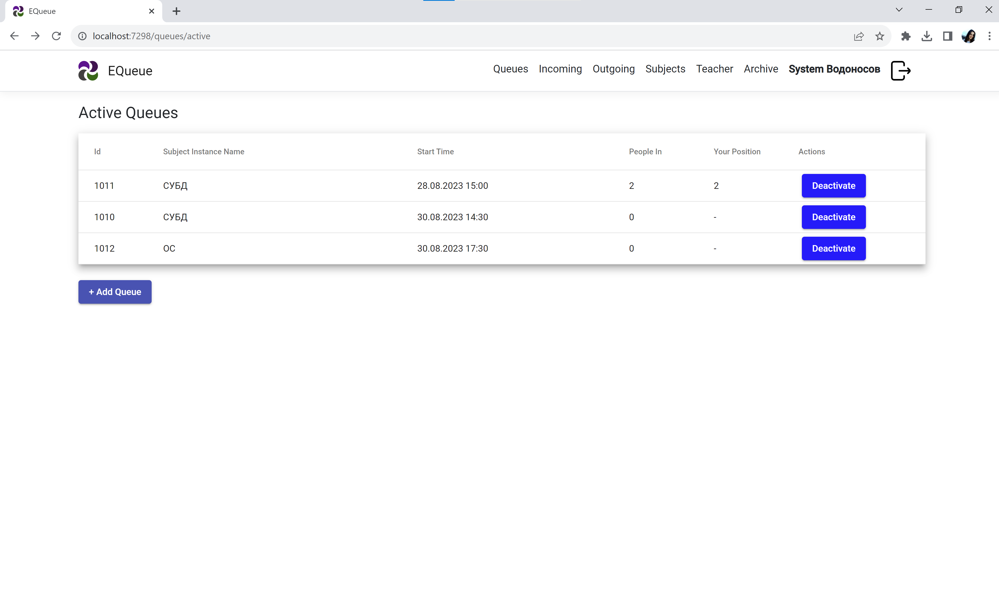 EQueue
localhost:7298/queues/active
EQueue
Queues Incoming Outgoing Subjects Teacher Archive System Водоносов
Active Queues
Id Subject Instance Name Start Time People In Your Position Actions
1011 СУБД 28.08.2023 15:00 2 2 Deactivate
1010 СУБД 30.08.2023 14:30 0 - Deactivate
1012 ОС 30.08.2023 17:30 0 - Deactivate
+ Add Queue